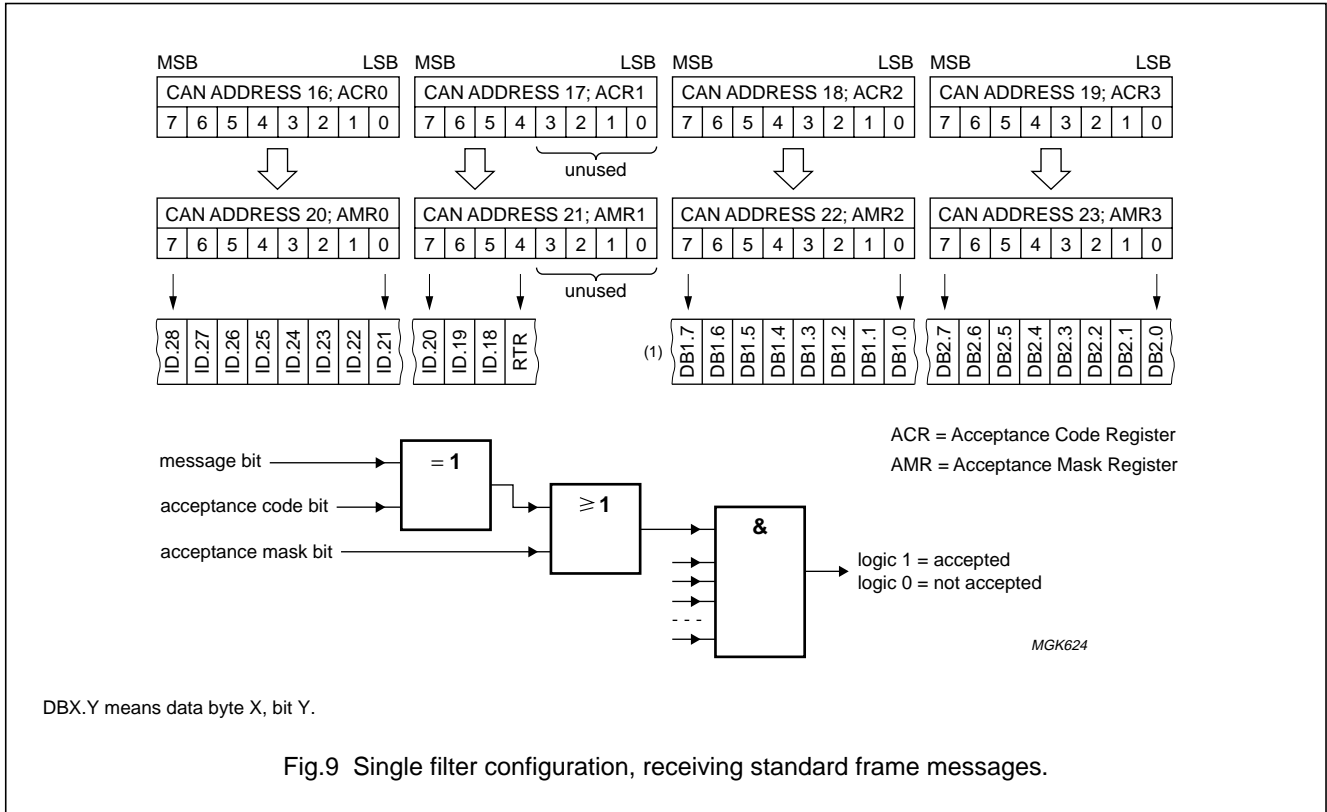 MSB LSB MSB LSB MSB LSB MSB LSB
CAN ADDRESS 16; ACR0 CAN ADDRESS 17; ACR1 CAN ADDRESS 18; ACR2 CAN ADDRESS 19; ACR3
7 6 5 4 3 2 1 0 7 6 5 4 3 2 1 0 7 6 5 4 3 2 1 0 7 6 5 4 3 2 1 0
unused
CAN ADDRESS 20; AMR0 CAN ADDRESS 21; AMR1 CAN ADDRESS 22; AMR2 CAN ADDRESS 23; AMR3
7 6 5 4 3 2 1 0 7 6 5 4 3 2 1 0 7 6 5 4 3 2 1 0 7 6 5 4 3 2 1 0
unused
ID.28 ID.27 ID.26 ID.25 ID.24 ID.23 ID.22 ID.21 ID.20 ID.19 ID.18 RTR (1) DB1.7 DB1.6 DB1.5 DB1.4 DB1.3 DB1.2 DB1.1 DB1.0 DB2.7 DB2.6 DB2.5 DB2.4 DB2.3 DB2.2 DB2.1 DB2.0
ACR = Acceptance Code Register
AMR = Acceptance Mask Register
message bit
= 1
acceptance code bit
≥ 1
acceptance mask bit
&
logic 1 = accepted
logic 0 = not accepted
MGK624
DBX.Y means data byte X, bit Y.
Fig.9 Single filter configuration, receiving standard frame messages.